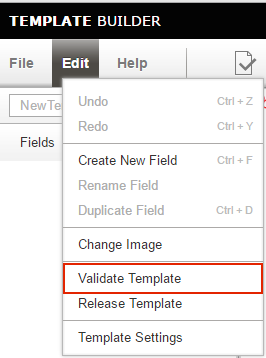 TEMPLATE BUILDER
File Edit Help
NewTe
Undo Ctrl + Z
Redo Ctrl + Y
Fields
Create New Field Ctrl + F
Rename Field
Duplicate Field Ctrl + D
Change Image
Validate Template
Release Template
Template Settings